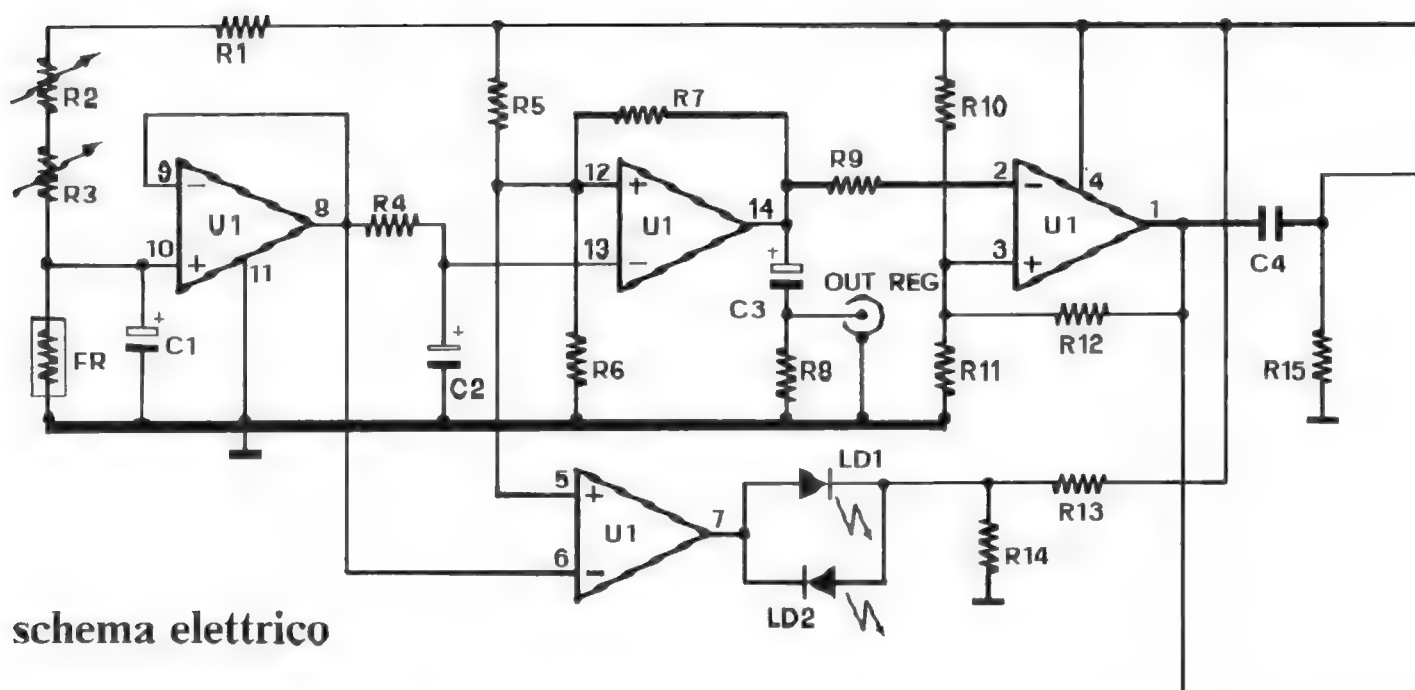 R1
R2
R5
R7
R10
R3
9
−
U1
8
10
+
11
R4
12
+
U1
14
13
−
R9
2
−
4
U1
1
3
+
C4
OUT REG
+
C3
FR
+
C1
+
C2
R6
R8
R11
R12
R15
5
+
U1
7
6
−
LD1
LD2
R13
R14
schema elettrico